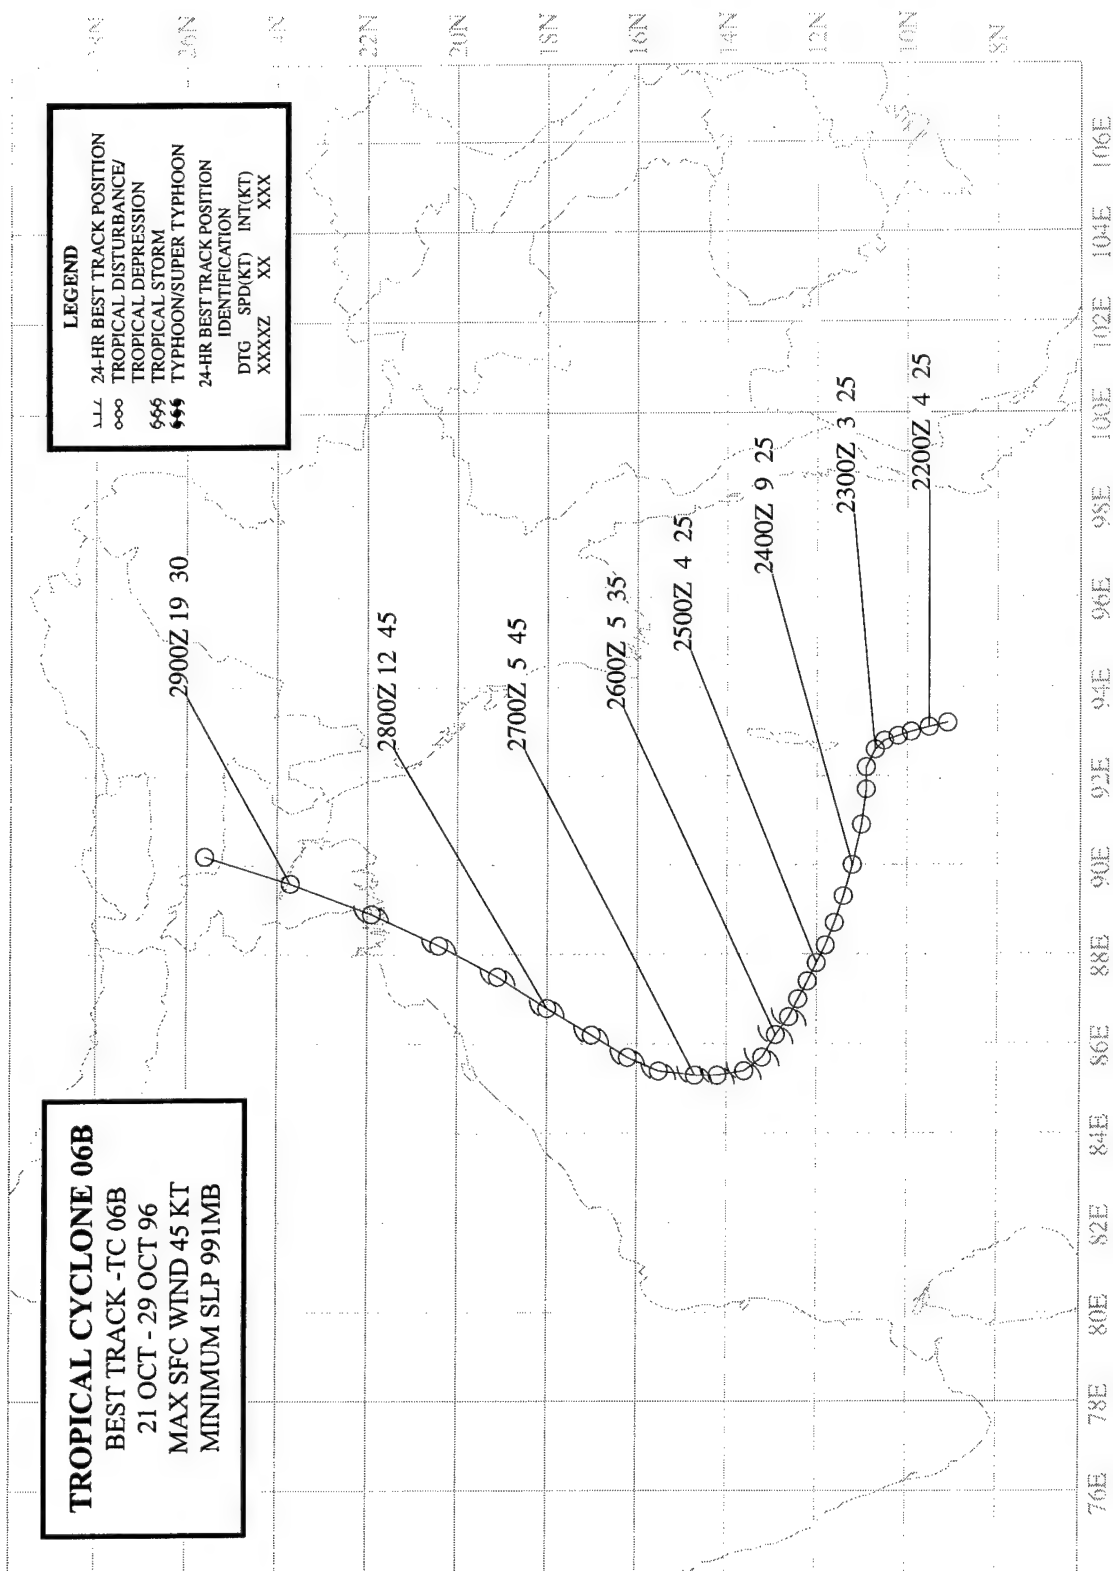 TROPICAL CYCLONE 06B
BEST TRACK -TC 06B
21 OCT - 29 OCT 96
MAX SFC WIND 45 KT
MINIMUM SLP 991MB
LEGEND
24-HR BEST TRACK POSITION
TROPICAL DISTURBANCE/
TROPICAL DEPRESSION
TROPICAL STORM
TYPHOON/SUPER TYPHOON
24-HR BEST TRACK POSITION
IDENTIFICATION
DTG SPD(KT) INT(KT)
XXXXZ XX XXX
2900Z 19 30
2800Z 12 45
2700Z 5 45
2600Z 5 35
2500Z 4 25
2400Z 9 25
2300Z 3 25
2200Z 4 25
22N
20N
18N
16N
14N
12N
10N
8N
76E
78E
80E
82E
84E
86E
88E
90E
92E
94E
96E
98E
100E
102E
104E
106E